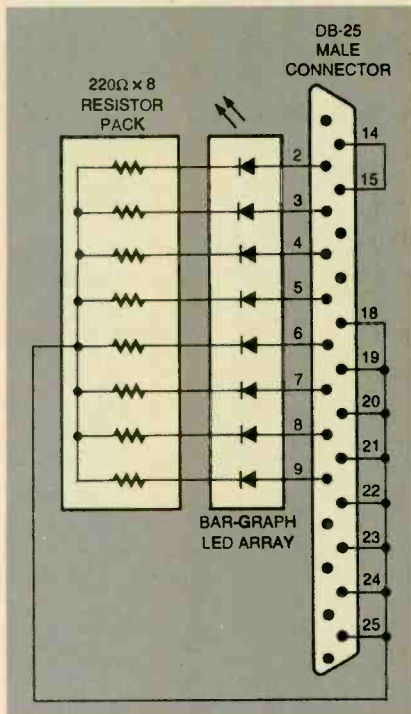 DB-25
MALE
CONNECTOR
220Ω x 8
RESISTOR
PACK
14
2
15
3
4
5
18
6
19
7
20
8
21
9
22
BAR-GRAPH
LED ARRAY
23
24
25